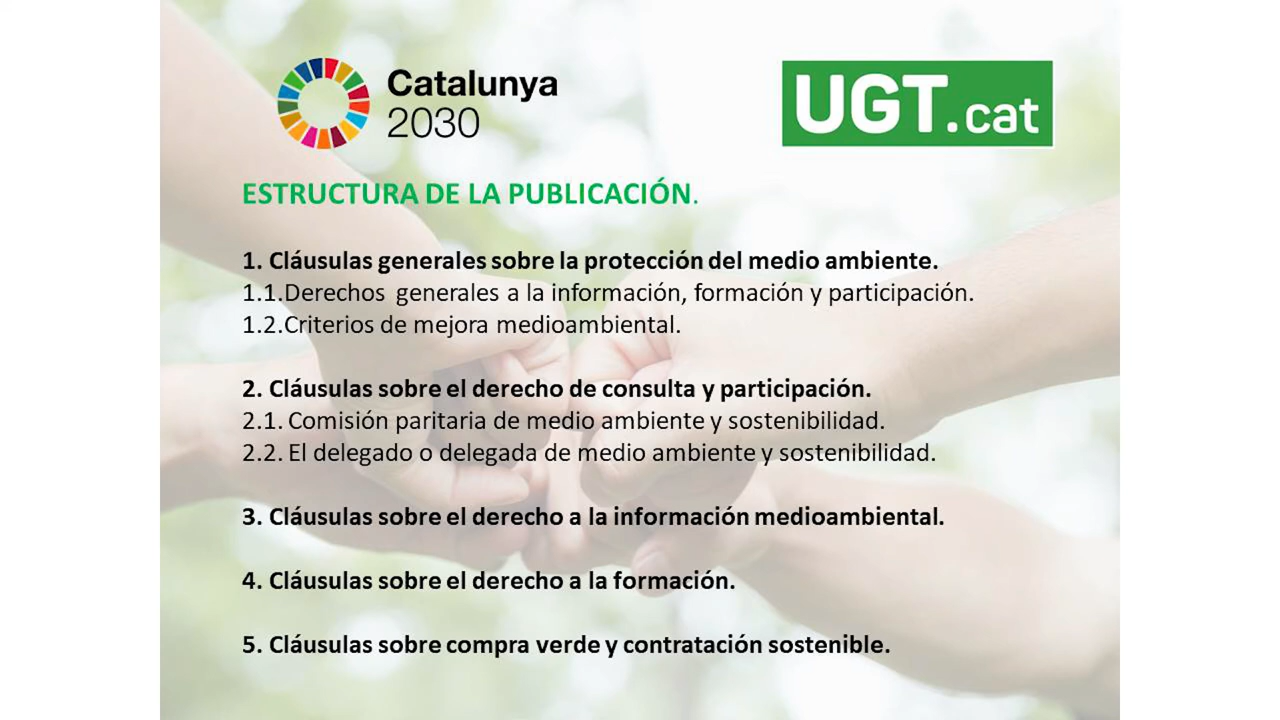 Catalunya
2030
UGT.cat
ESTRUCTURA DE LA PUBLICACIÓN.
1. Cláusulas generales sobre la protección del medio ambiente.
1.1.Derechos generales a la información, formación y participación.
1.2.Criterios de mejora medioambiental.
2. Cláusulas sobre el derecho de consulta y participación.
2.1. Comisión paritaria de medio ambiente y sostenibilidad.
2.2. El delegado o delegada de medio ambiente y sostenibilidad.
3. Cláusulas sobre el derecho a la información medioambiental.
4. Cláusulas sobre el derecho a la formación.
5. Cláusulas sobre compra verde y contratación sostenible.